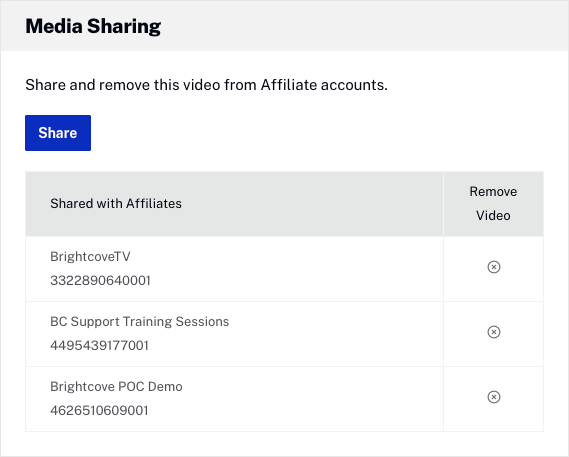 Media Sharing
Share and remove this video from Affiliate accounts.
Share
Shared with Affiliates
Remove
Video
BrightcoveTV
3322890640001
BC Support Training Sessions
4495439177001
Brightcove POC Demo
4626510609001